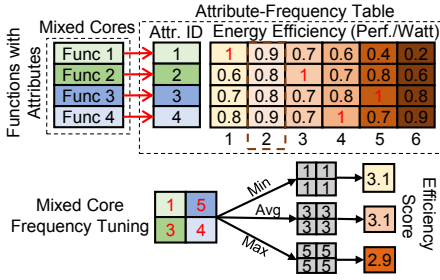 Attribute-Frequency Table
Mixed Cores
Attr. ID
Energy Efficiency (Perf./Watt)
Functions with
Attributes
Func 1 1 1 0.9 0.7 0.6 0.4 0.2
Func 2 2 0.6 0.8 1 0.7 0.8 0.6
Func 3 3 0.7 0.8 0.7 0.8 1 0.8
Func 4 4 0.8 0.9 0.7 1 0.7 0.9
1 2 3 4 5 6
Mixed Core
Frequency Tuning
1 5
3 4
Min
1 1
1 1
3.1
Avg
3 3
3 3
3.1
Max
5 5
5 5
2.9
Efficiency
Score